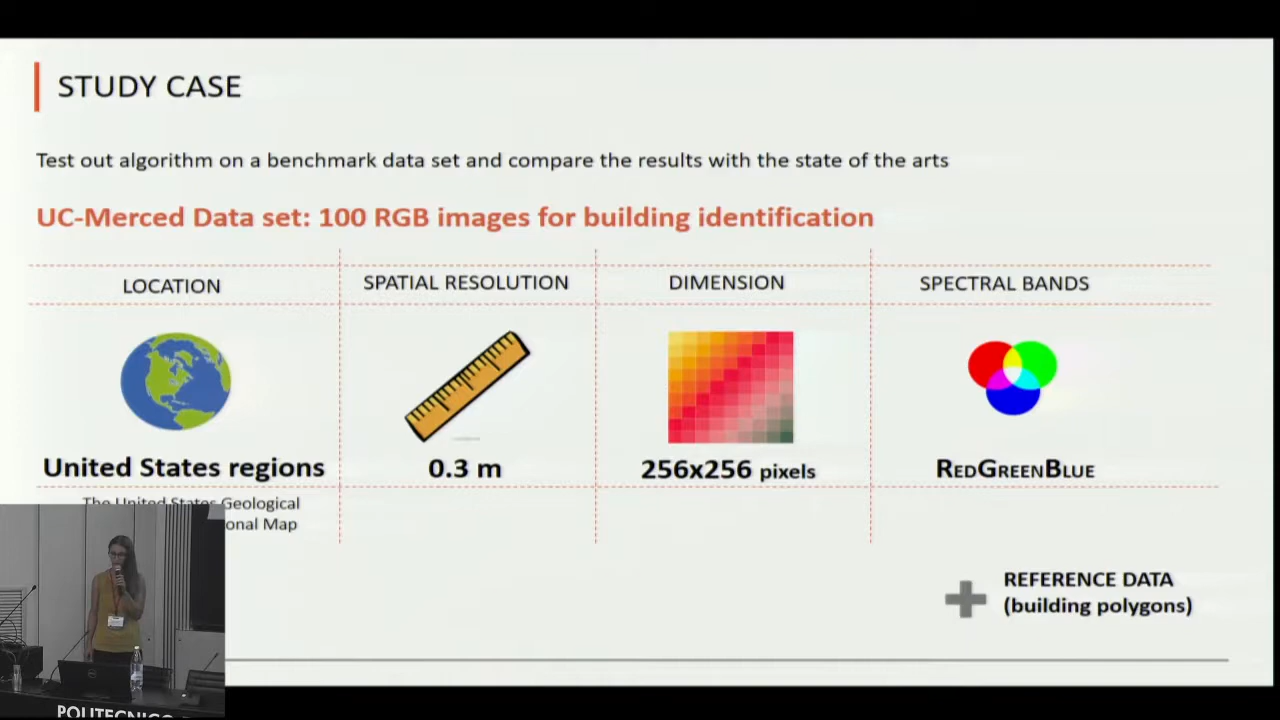 STUDY CASE
Test out algorithm on a benchmark data set and compare the results with the state of the arts
UC-Merced Data set: 100 RGB images for building identification
LOCATION
SPATIAL RESOLUTION
DIMENSION
SPECTRAL BANDS
United States regions
0.3 m
256x256 pixels
REDGREENBLUE
The United States Geological
onal Map
REFERENCE DATA
(building polygons)
POLITECNICO